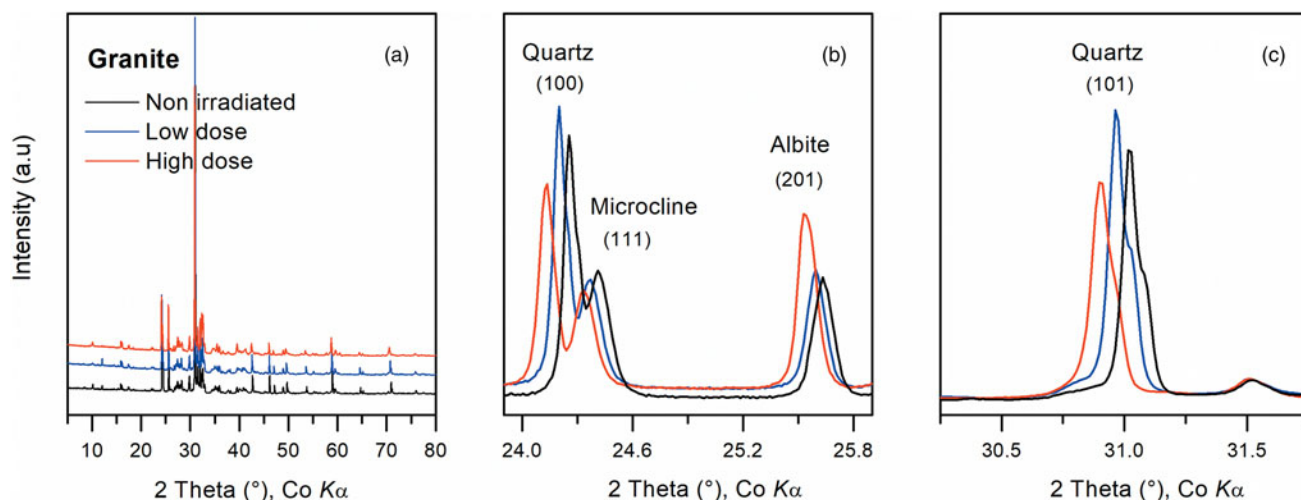 Intensity (a.u)
Granite
(a)
Non irradiated
Low dose
High dose
10 20 30 40 50 60 70 80
2 Theta (°), Co Kα
Quartz
(100)
(b)
Microcline
(111)
Albite
(201)
24.0 24.6 25.2 25.8
2 Theta (°), Co Kα
Quartz
(101)
(c)
30.5 31.0 31.5
2 Theta (°), Co Kα